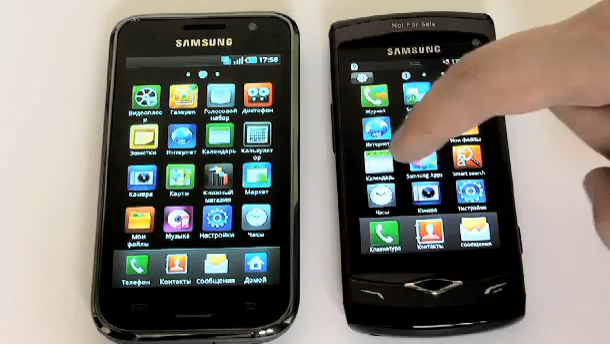 SAMSUNG
17:58
Видеоплее
р
Галерея
Голосовой
набор
Диктофон
Заметки
Интернет
Календарь
Калькулят
ор
Камера
Карты
Книжный
магазин
Маркет
Мои
файлы
Музыка
Настройки
Часы
Телефон
Контакты
Сообщения
Домой
Not For Sale
SAMSUNG
Журнал
Интернет
Мои файлы
Календарь
Samsung Apps
Smart search
Часы
Камера
Настройки
Клавиатура
Контакты
Сообщения